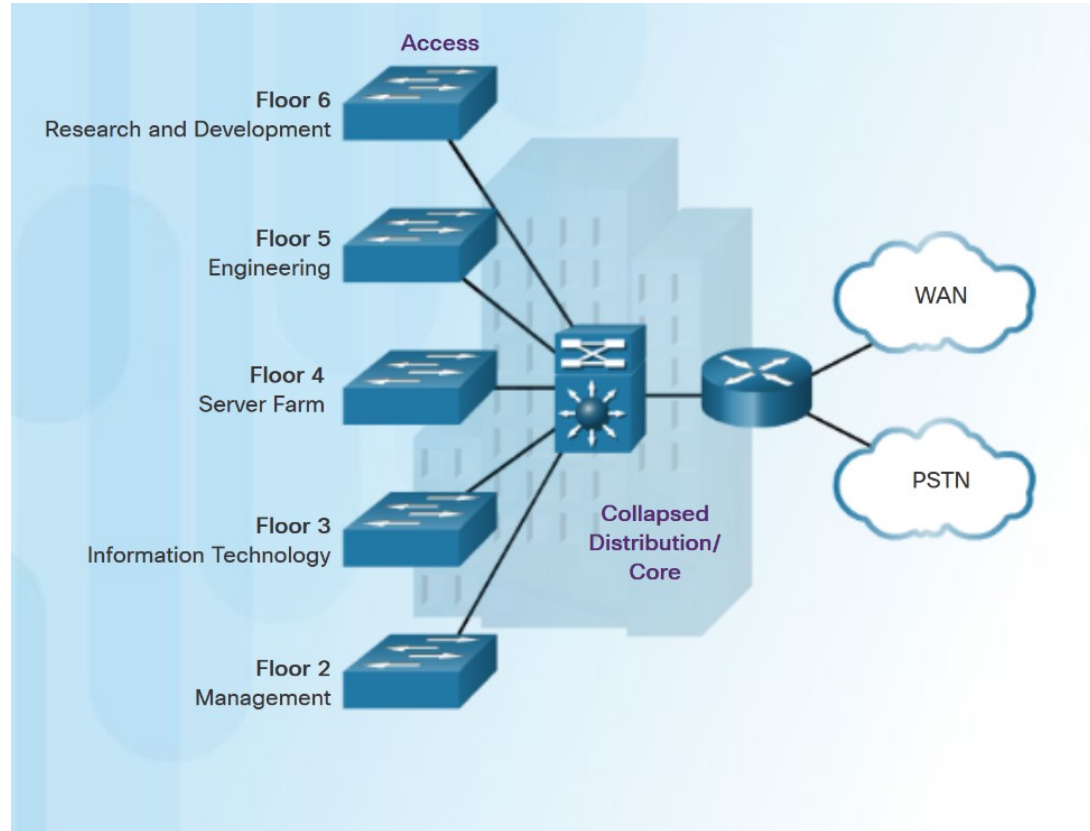 Access
Floor 6
Research and Development
Floor 5
Engineering
Floor 4
Server Farm
Floor 3
Information Technology
Floor 2
Management
Collapsed
Distribution/
Core
WAN
PSTN